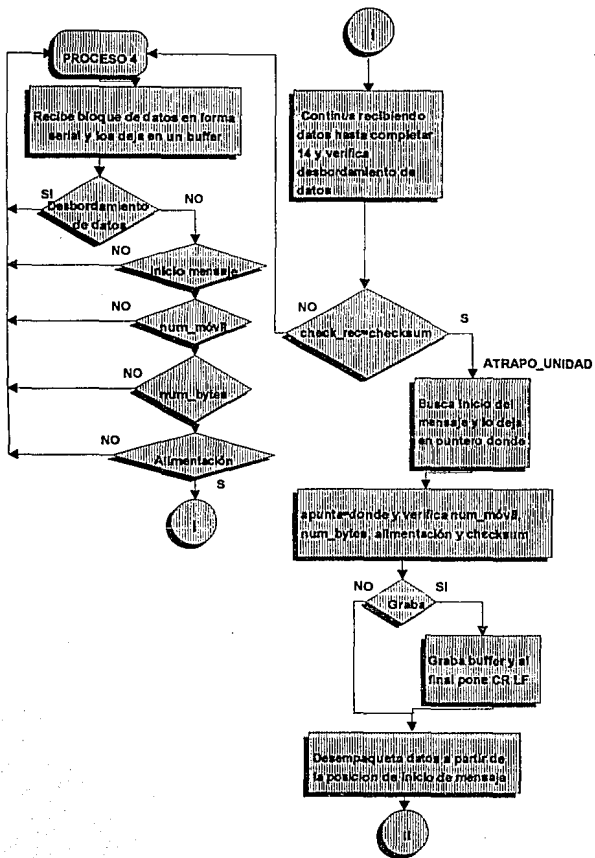 PROCESO 4
Recibe bloque de datos en forma
serial y los deja en un buffer
SI
NO
Desbordamiento
de datos
NO
Inicio mensaje
NO
num_móvil
NO
num_bytes
NO
Alimentación
S
I
I
Continua recibiendo
datos hasta completar
14 y verifica
desbordamiento de
datos
NO
S
check_rec=checksum
ATRAPO_UNIDAD
Busca Inicio del
mensaje y lo deja
en puntero donde
apunta=donde y verifica num_móvil,
num_bytes, alimentación y checksum
NO
SI
Graba
Graba buffer y al
final pone CR LF
Desempaqueta datos a partir de
la posicion de inicio de mensaje
II